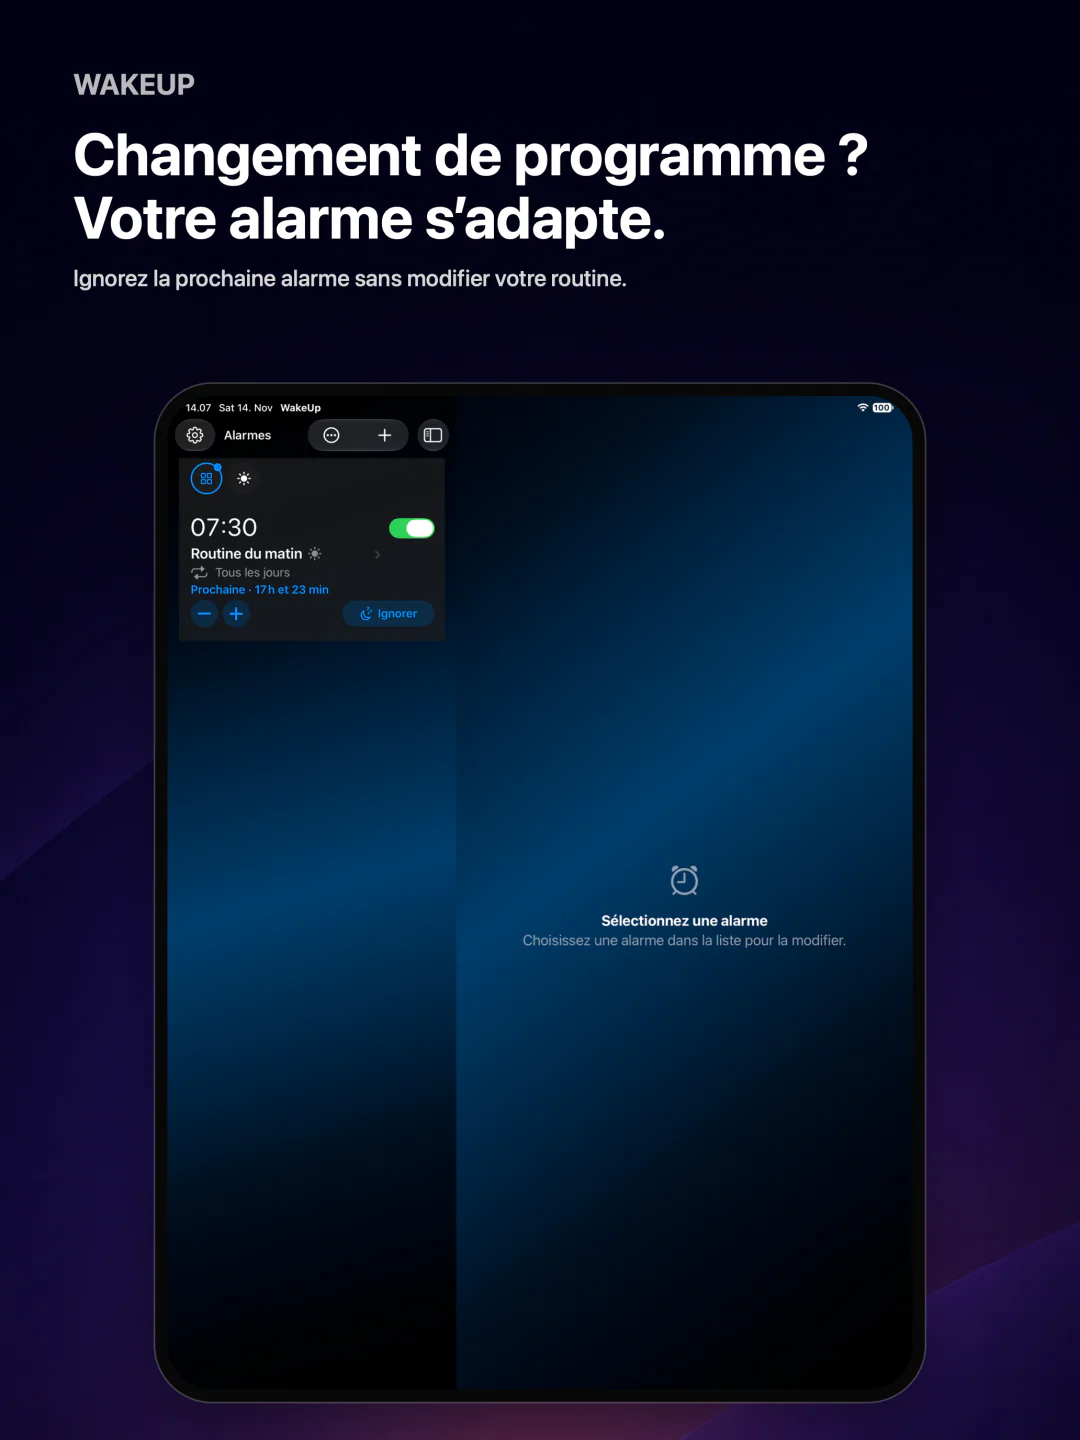 WAKEUP
Changement de programme ?
Votre alarme s’adapte.
Ignorez la prochaine alarme sans modifier votre routine.
14.07 Sat 14. Nov WakeUp
100
Alarmes
07:30
Routine du matin
Tous les jours
Prochaine · 17 h et 23 min
Ignorer
Sélectionnez une alarme
Choisissez une alarme dans la liste pour la modifier.